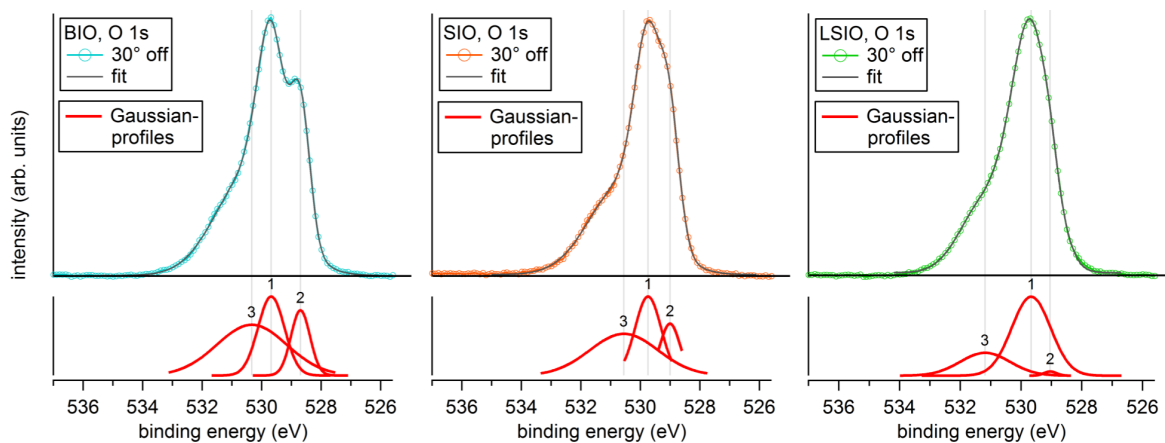 BIO, O 1s
30° off
fit
Gaussian-
profiles
intensity (arb. units)
1
2
3
536 534 532 530 528 526
binding energy (eV)
SIO, O 1s
30° off
fit
Gaussian-
profiles
1
2
3
536 534 532 530 528 526
binding energy (eV)
LSIO, O 1s
30° off
fit
Gaussian-
profiles
1
3
2
536 534 532 530 528 526
binding energy (eV)